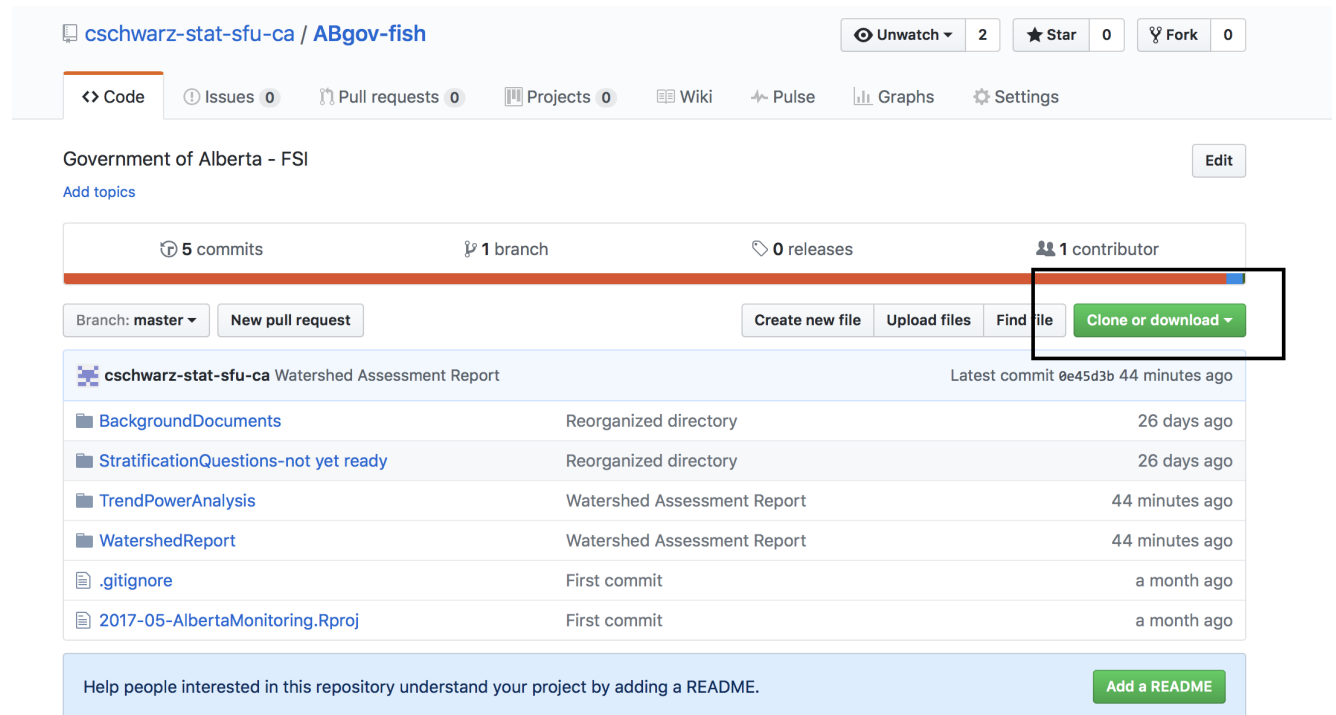 cschwarz-stat-sfu-ca / ABgov-fish
Unwatch 2 Star 0 Fork 0
Code Issues 0 Pull requests 0 Projects 0 Wiki Pulse Graphs Settings
Government of Alberta - FSI Edit
Add topics
5 commits 1 branch 0 releases 1 contributor
Branch: master New pull request Create new file Upload files Find file Clone or download
cschwarz-stat-sfu-ca Watershed Assessment Report Latest commit 0e45d3b 44 minutes ago
BackgroundDocuments Reorganized directory 26 days ago
StratificationQuestions-not yet ready Reorganized directory 26 days ago
TrendPowerAnalysis Watershed Assessment Report 44 minutes ago
WatershedReport Watershed Assessment Report 44 minutes ago
.gitignore First commit a month ago
2017-05-AlbertaMonitoring.Rproj First commit a month ago
Help people interested in this repository understand your project by adding a README. Add a README